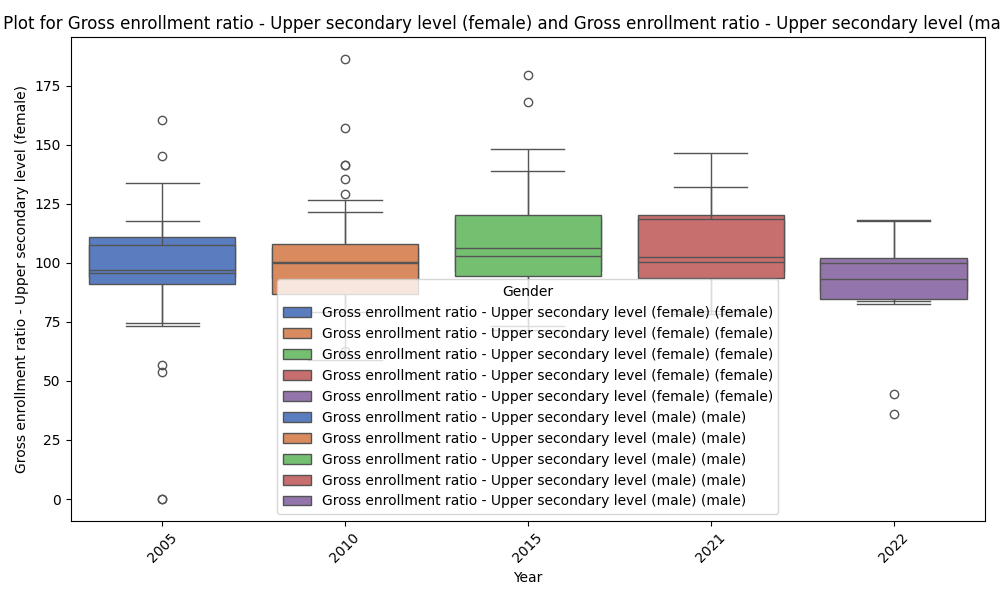 Plot for Gross enrollment ratio - Upper secondary level (female) and Gross enrollment ratio - Upper secondary level (ma
Gross enrollment ratio - Upper secondary level (female)
175
150
125
100
75
50
25
0
Gender
Gross enrollment ratio - Upper secondary level (female) (female)
Gross enrollment ratio - Upper secondary level (female) (female)
Gross enrollment ratio - Upper secondary level (female) (female)
Gross enrollment ratio - Upper secondary level (female) (female)
Gross enrollment ratio - Upper secondary level (female) (female)
Gross enrollment ratio - Upper secondary level (male) (male)
Gross enrollment ratio - Upper secondary level (male) (male)
Gross enrollment ratio - Upper secondary level (male) (male)
Gross enrollment ratio - Upper secondary level (male) (male)
Gross enrollment ratio - Upper secondary level (male) (male)
2005
2010
2015
2021
2022
Year